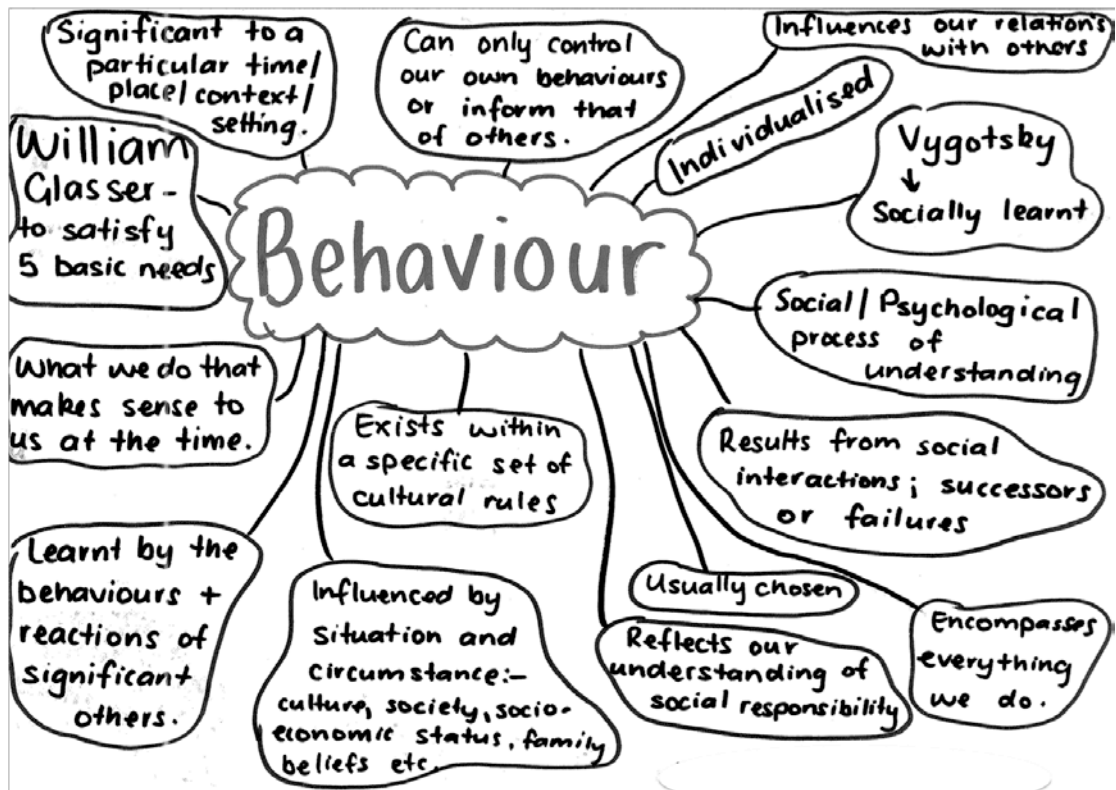 Significant to a
particular time/
place/context/
setting.
Can only control
our own behaviours
or inform that
of others.
Influences our relations
with others
Individualised
William
Glasser-
to satisfy
5 basic needs
Behaviour
Vygotsky
↓
Socially learnt
Social/Psychological
process of
understanding
What we do that
makes sense to
us at the time.
Exists within
a specific set of
cultural rules
Results from social
interactions; successors
or failures
Learnt by the
behaviours +
reactions of
significant
others.
Influenced by
situation and
circumstance:-
culture, society, socio-
economic status, family
beliefs etc.
Usually chosen
Reflects our
understanding of
social responsibility
Encompasses
everything
we do.